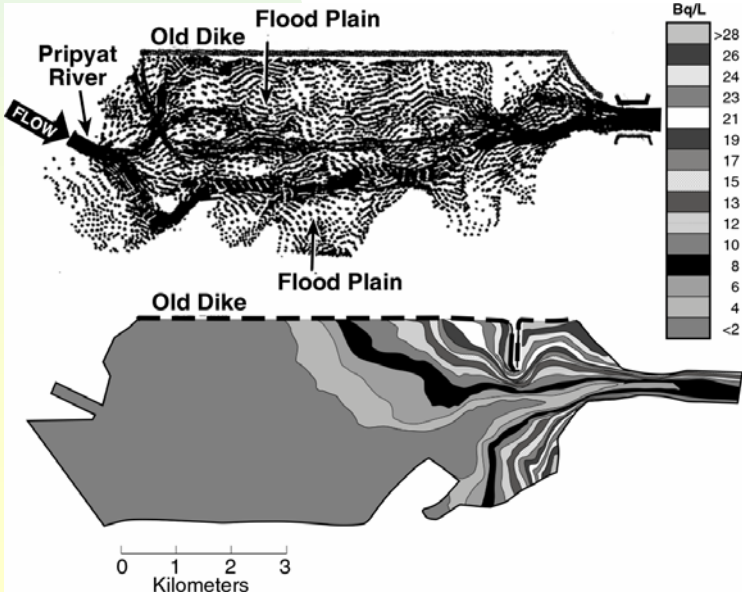 Bq/L
>28
26
24
23
21
19
17
15
13
12
10
8
6
4
<2
Flood Plain
Old Dike
Pripyat
River
FLOW
Flood Plain
Old Dike
0 1 2 3
Kilometers